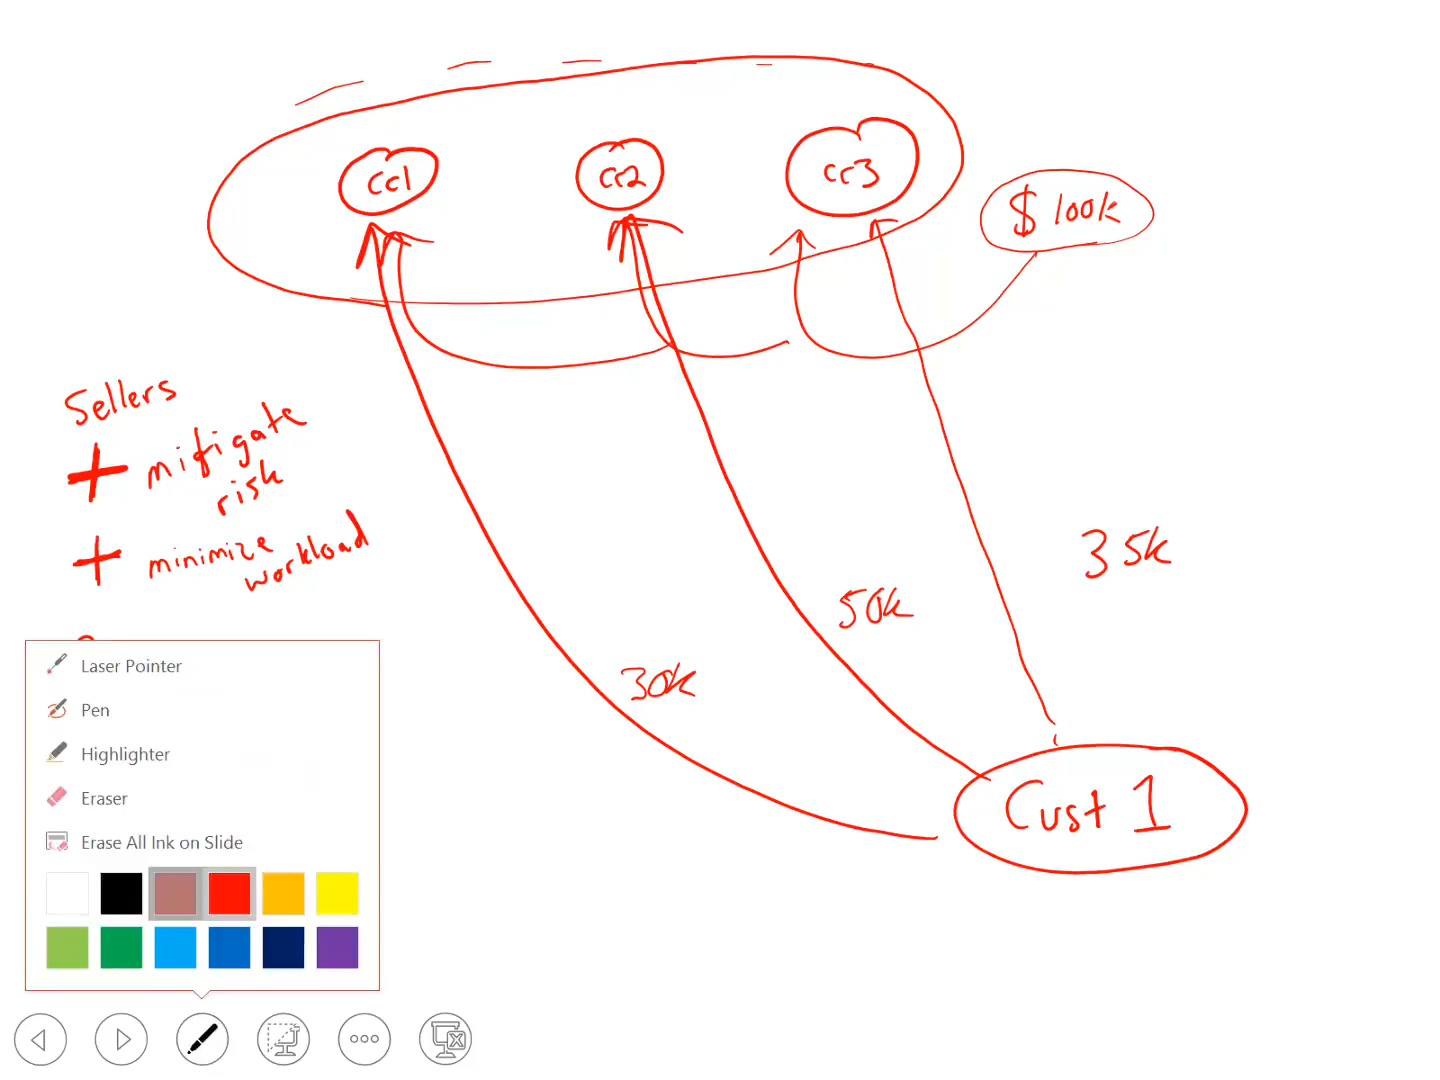 cc1
cc2
cc3
$ 100k
Sellers
+ mitigate
risk
+ minimize
workload
35k
50k
30k
Cust 1
Laser Pointer
Pen
Highlighter
Eraser
Erase All Ink on Slide